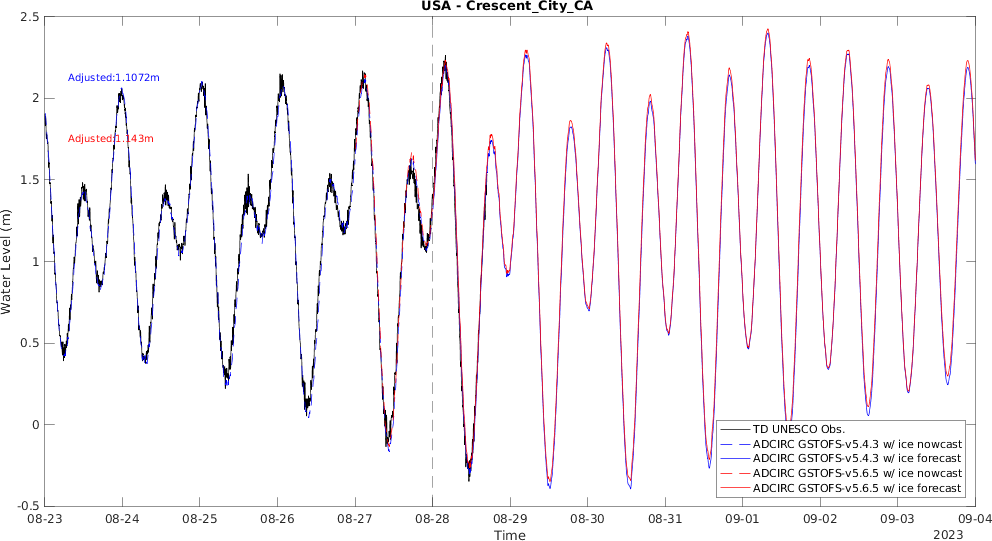 USA - Crescent_City_CA
2.5
2
1.5
1
0.5
0
-0.5
Water Level (m)
Adjusted:1.1072m
Adjusted:1.143m
TD UNESCO Obs.
ADCIRC GSTOFS-v5.4.3 w/ ice nowcast
ADCIRC GSTOFS-v5.4.3 w/ ice forecast
ADCIRC GSTOFS-v5.6.5 w/ ice nowcast
ADCIRC GSTOFS-v5.6.5 w/ ice forecast
08-23 08-24 08-25 08-26 08-27 08-28 08-29 08-30 08-31 09-01 09-02 09-03 09-04
Time
2023